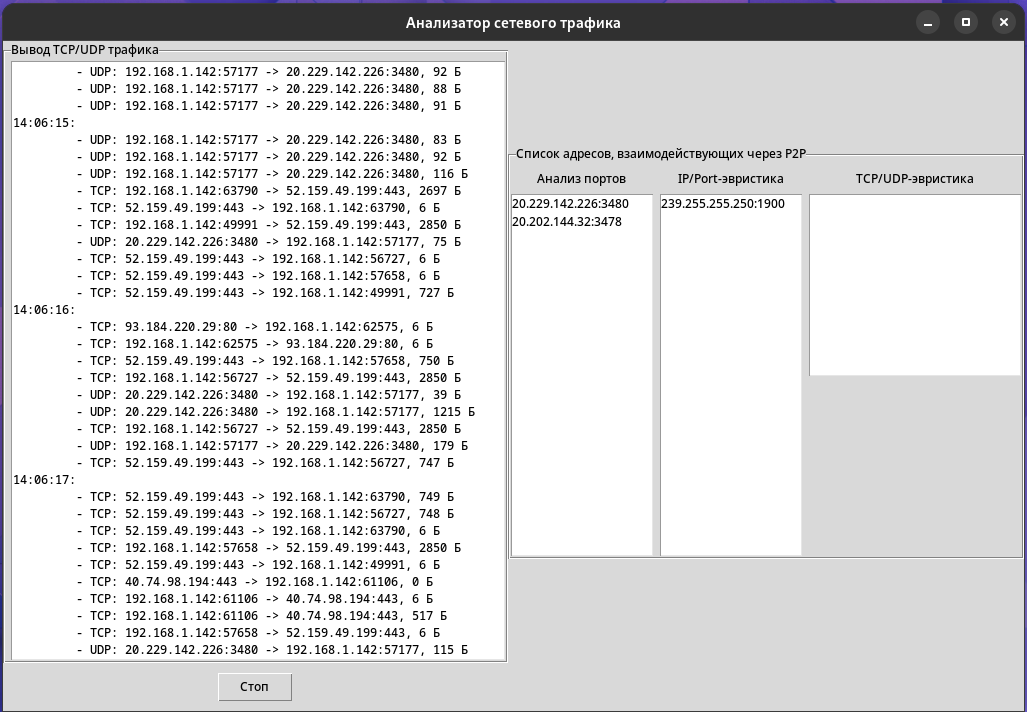 Анализатор сетевого трафика
Вывод TCP/UDP трафика
- UDP: 192.168.1.142:57177 -> 20.229.142.226:3480, 92 Б
- UDP: 192.168.1.142:57177 -> 20.229.142.226:3480, 88 Б
- UDP: 192.168.1.142:57177 -> 20.229.142.226:3480, 91 Б
14:06:15:
- UDP: 192.168.1.142:57177 -> 20.229.142.226:3480, 83 Б
- UDP: 192.168.1.142:57177 -> 20.229.142.226:3480, 92 Б
- UDP: 192.168.1.142:57177 -> 20.229.142.226:3480, 116 Б
- TCP: 192.168.1.142:63790 -> 52.159.49.199:443, 2697 Б
- TCP: 52.159.49.199:443 -> 192.168.1.142:63790, 6 Б
- TCP: 192.168.1.142:49991 -> 52.159.49.199:443, 2850 Б
- UDP: 20.229.142.226:3480 -> 192.168.1.142:57177, 75 Б
- TCP: 52.159.49.199:443 -> 192.168.1.142:56727, 6 Б
- TCP: 52.159.49.199:443 -> 192.168.1.142:57658, 6 Б
- TCP: 52.159.49.199:443 -> 192.168.1.142:49991, 727 Б
14:06:16:
- TCP: 93.184.220.29:80 -> 192.168.1.142:62575, 6 Б
- TCP: 192.168.1.142:62575 -> 93.184.220.29:80, 6 Б
- TCP: 52.159.49.199:443 -> 192.168.1.142:57658, 750 Б
- TCP: 192.168.1.142:56727 -> 52.159.49.199:443, 2850 Б
- UDP: 20.229.142.226:3480 -> 192.168.1.142:57177, 39 Б
- UDP: 20.229.142.226:3480 -> 192.168.1.142:57177, 1215 Б
- TCP: 192.168.1.142:56727 -> 52.159.49.199:443, 2850 Б
- UDP: 192.168.1.142:57177 -> 20.229.142.226:3480, 179 Б
- TCP: 52.159.49.199:443 -> 192.168.1.142:56727, 747 Б
14:06:17:
- TCP: 52.159.49.199:443 -> 192.168.1.142:63790, 749 Б
- TCP: 52.159.49.199:443 -> 192.168.1.142:56727, 748 Б
- TCP: 52.159.49.199:443 -> 192.168.1.142:63790, 6 Б
- TCP: 192.168.1.142:57658 -> 52.159.49.199:443, 2850 Б
- TCP: 52.159.49.199:443 -> 192.168.1.142:49991, 6 Б
- TCP: 40.74.98.194:443 -> 192.168.1.142:61106, 0 Б
- TCP: 192.168.1.142:61106 -> 40.74.98.194:443, 6 Б
- TCP: 192.168.1.142:61106 -> 40.74.98.194:443, 517 Б
- TCP: 192.168.1.142:57658 -> 52.159.49.199:443, 6 Б
- UDP: 20.229.142.226:3480 -> 192.168.1.142:57177, 115 Б
Стоп
Список адресов, взаимодействующих через P2P
Анализ портов
20.229.142.226:3480
20.202.144.32:3478
IP/Port-эвристика
239.255.255.250:1900
TCP/UDP-эвристика